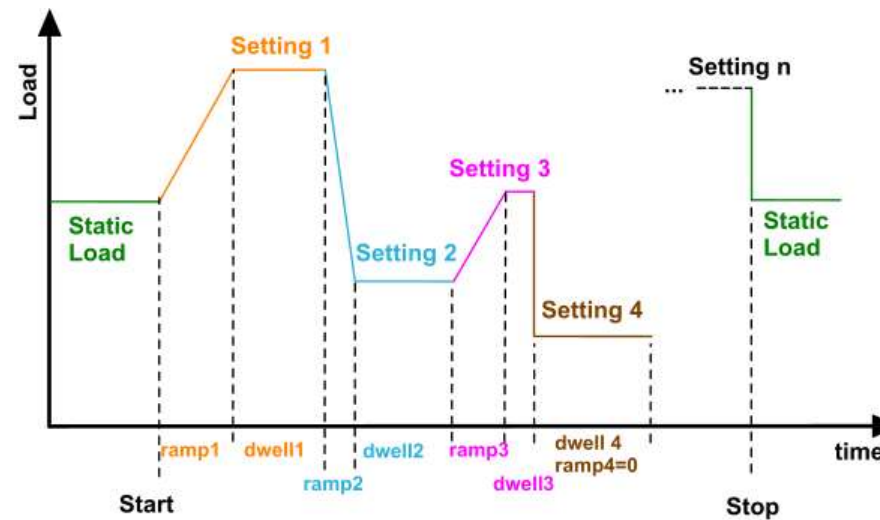 Load
Setting 1
Setting n
...
Setting 3
Static
Load
Setting 2
Static
Load
Setting 4
ramp1
dwell1
dwell2
ramp3
dwell 4
ramp4=0
time
ramp2
dwell3
Start
Stop